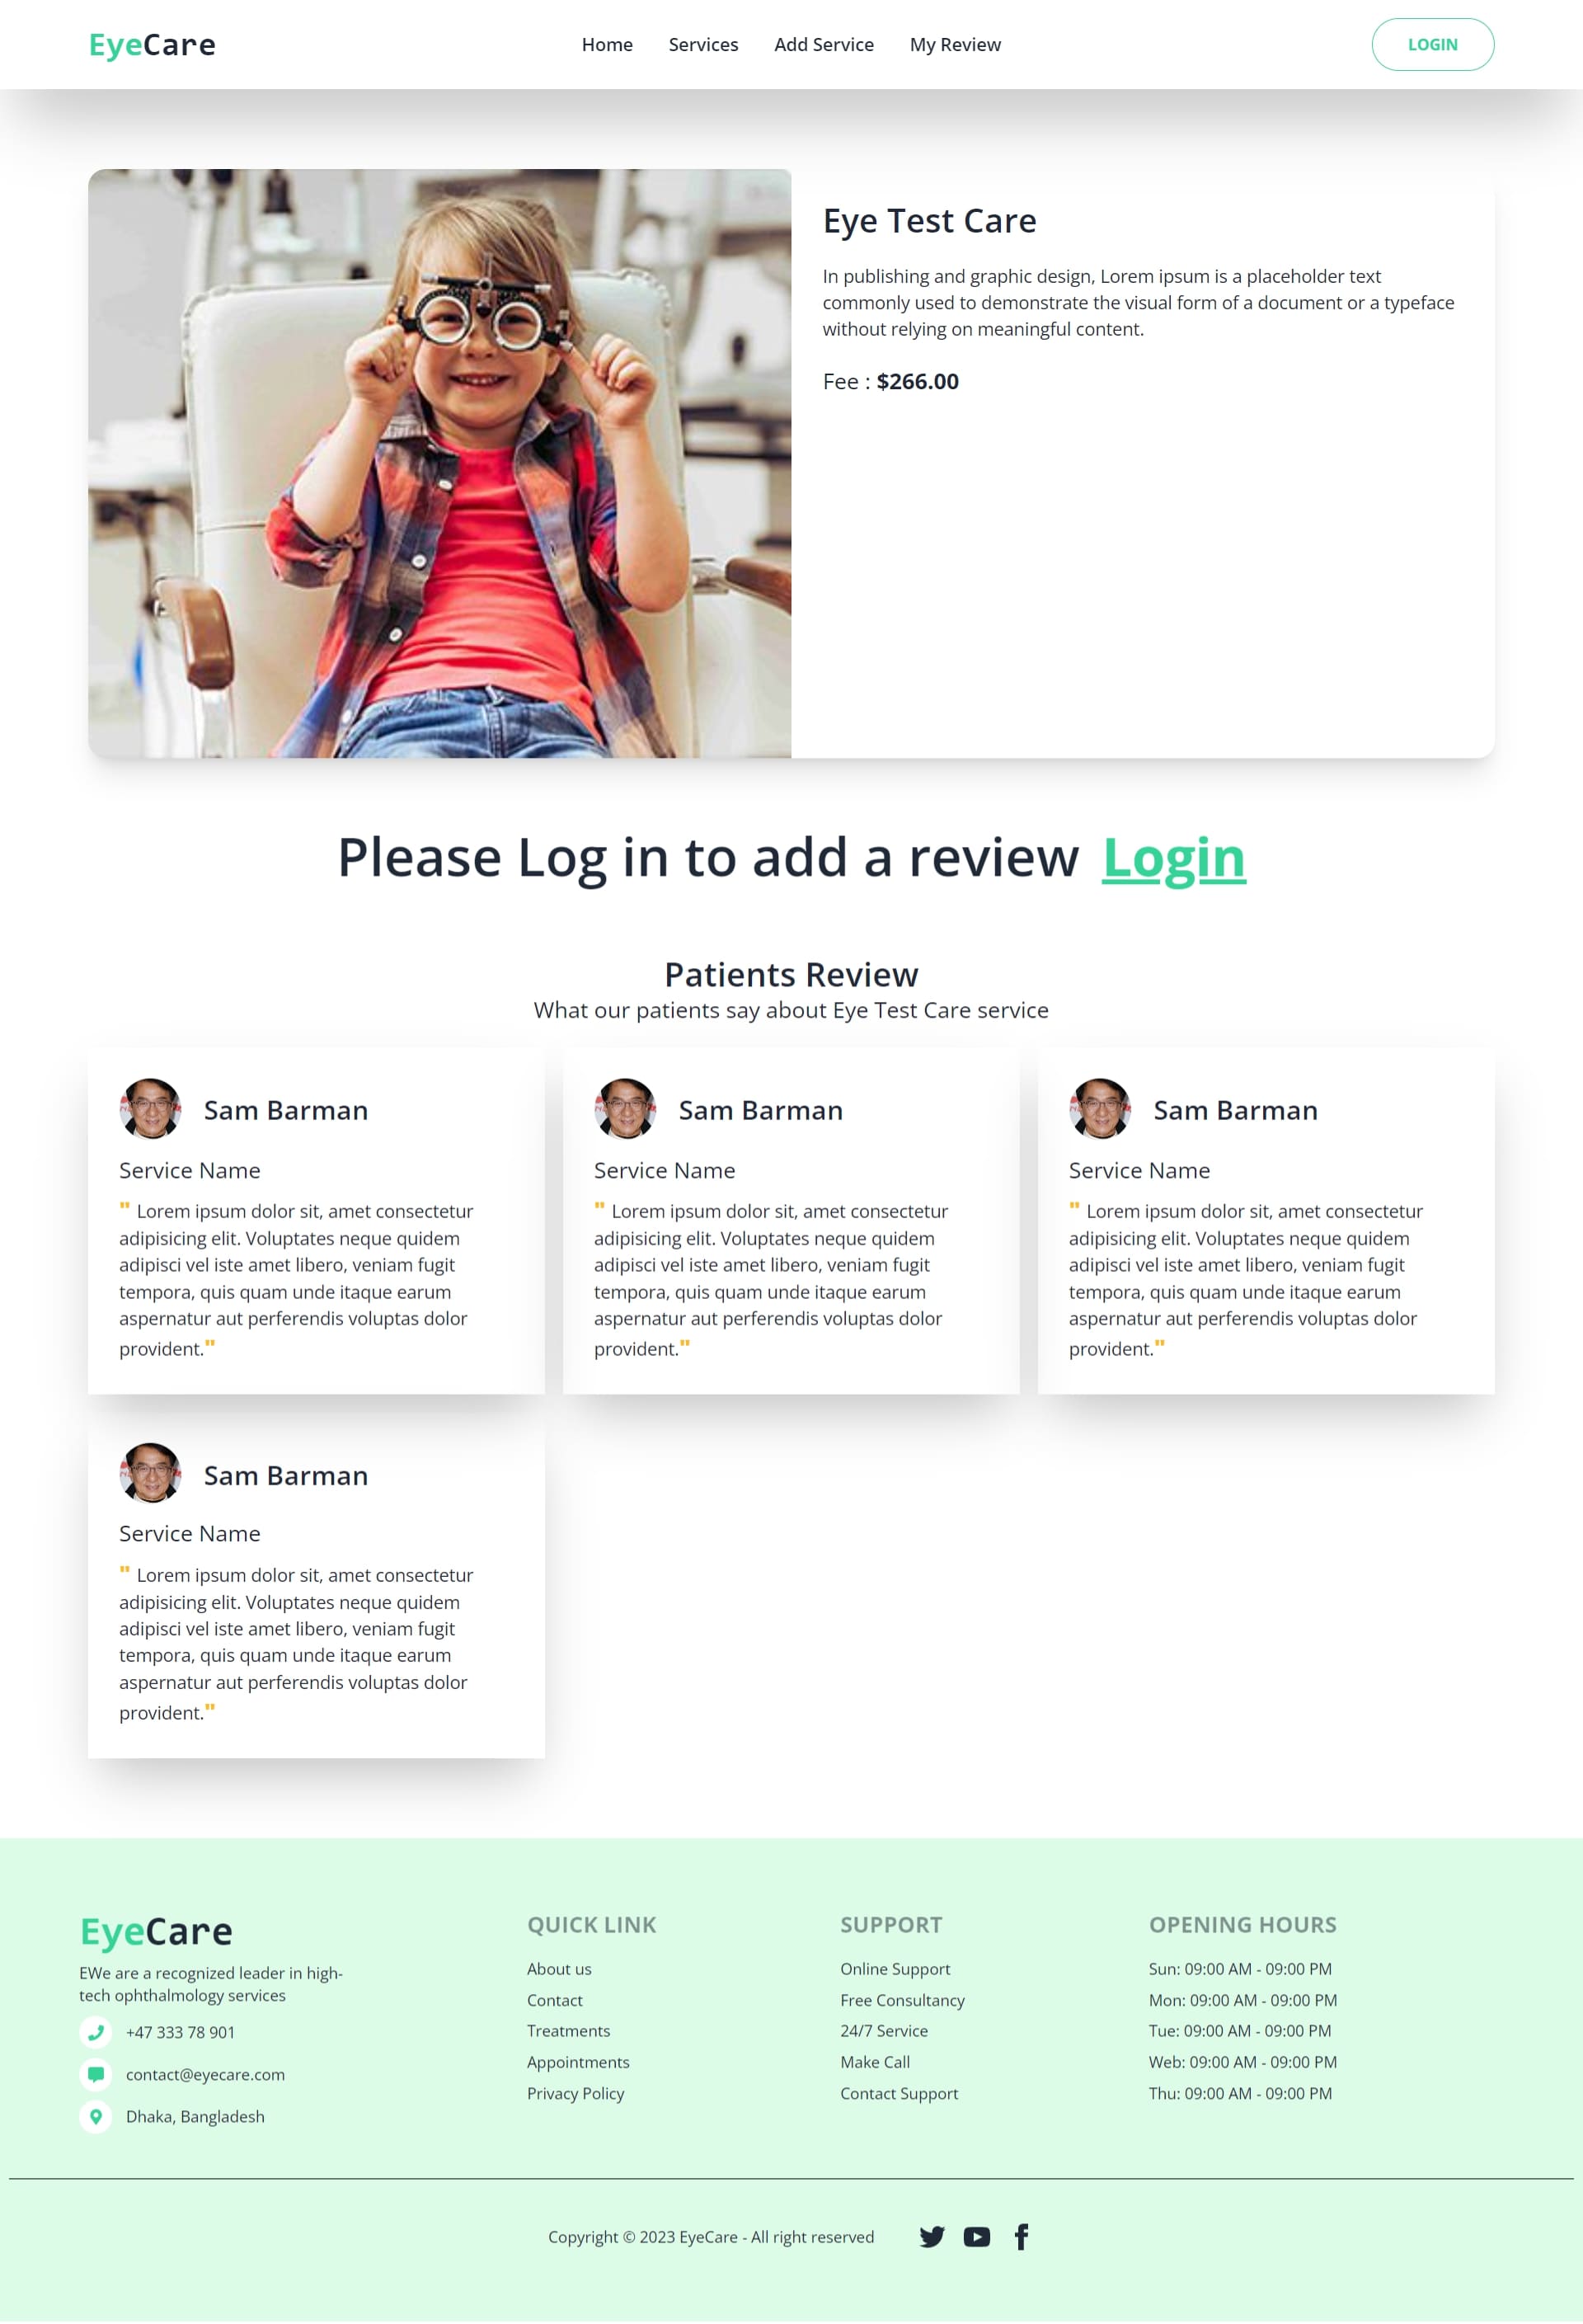 EyeCare
Home Services Add Service My Review
LOGIN
Eye Test Care
In publishing and graphic design, Lorem ipsum is a placeholder text
commonly used to demonstrate the visual form of a document or a typeface
without relying on meaningful content.
Fee : $266.00
Please Log in to add a review Login
Patients Review
What our patients say about Eye Test Care service
Sam Barman
Service Name
" Lorem ipsum dolor sit, amet consectetur
adipisicing elit. Voluptates neque quidem
adipisci vel iste amet libero, veniam fugit
tempora, quis quam unde itaque earum
aspernatur aut perferendis voluptas dolor
provident."
Sam Barman
Service Name
" Lorem ipsum dolor sit, amet consectetur
adipisicing elit. Voluptates neque quidem
adipisci vel iste amet libero, veniam fugit
tempora, quis quam unde itaque earum
aspernatur aut perferendis voluptas dolor
provident."
Sam Barman
Service Name
" Lorem ipsum dolor sit, amet consectetur
adipisicing elit. Voluptates neque quidem
adipisci vel iste amet libero, veniam fugit
tempora, quis quam unde itaque earum
aspernatur aut perferendis voluptas dolor
provident."
Sam Barman
Service Name
" Lorem ipsum dolor sit, amet consectetur
adipisicing elit. Voluptates neque quidem
adipisci vel iste amet libero, veniam fugit
tempora, quis quam unde itaque earum
aspernatur aut perferendis voluptas dolor
provident."
EyeCare
EWe are a recognized leader in high-
tech ophthalmology services
+47 333 78 901
contact@eyecare.com
Dhaka, Bangladesh
QUICK LINK
About us
Contact
Treatments
Appointments
Privacy Policy
SUPPORT
Online Support
Free Consultancy
24/7 Service
Make Call
Contact Support
OPENING HOURS
Sun: 09:00 AM - 09:00 PM
Mon: 09:00 AM - 09:00 PM
Tue: 09:00 AM - 09:00 PM
Web: 09:00 AM - 09:00 PM
Thu: 09:00 AM - 09:00 PM
Copyright © 2023 EyeCare - All right reserved